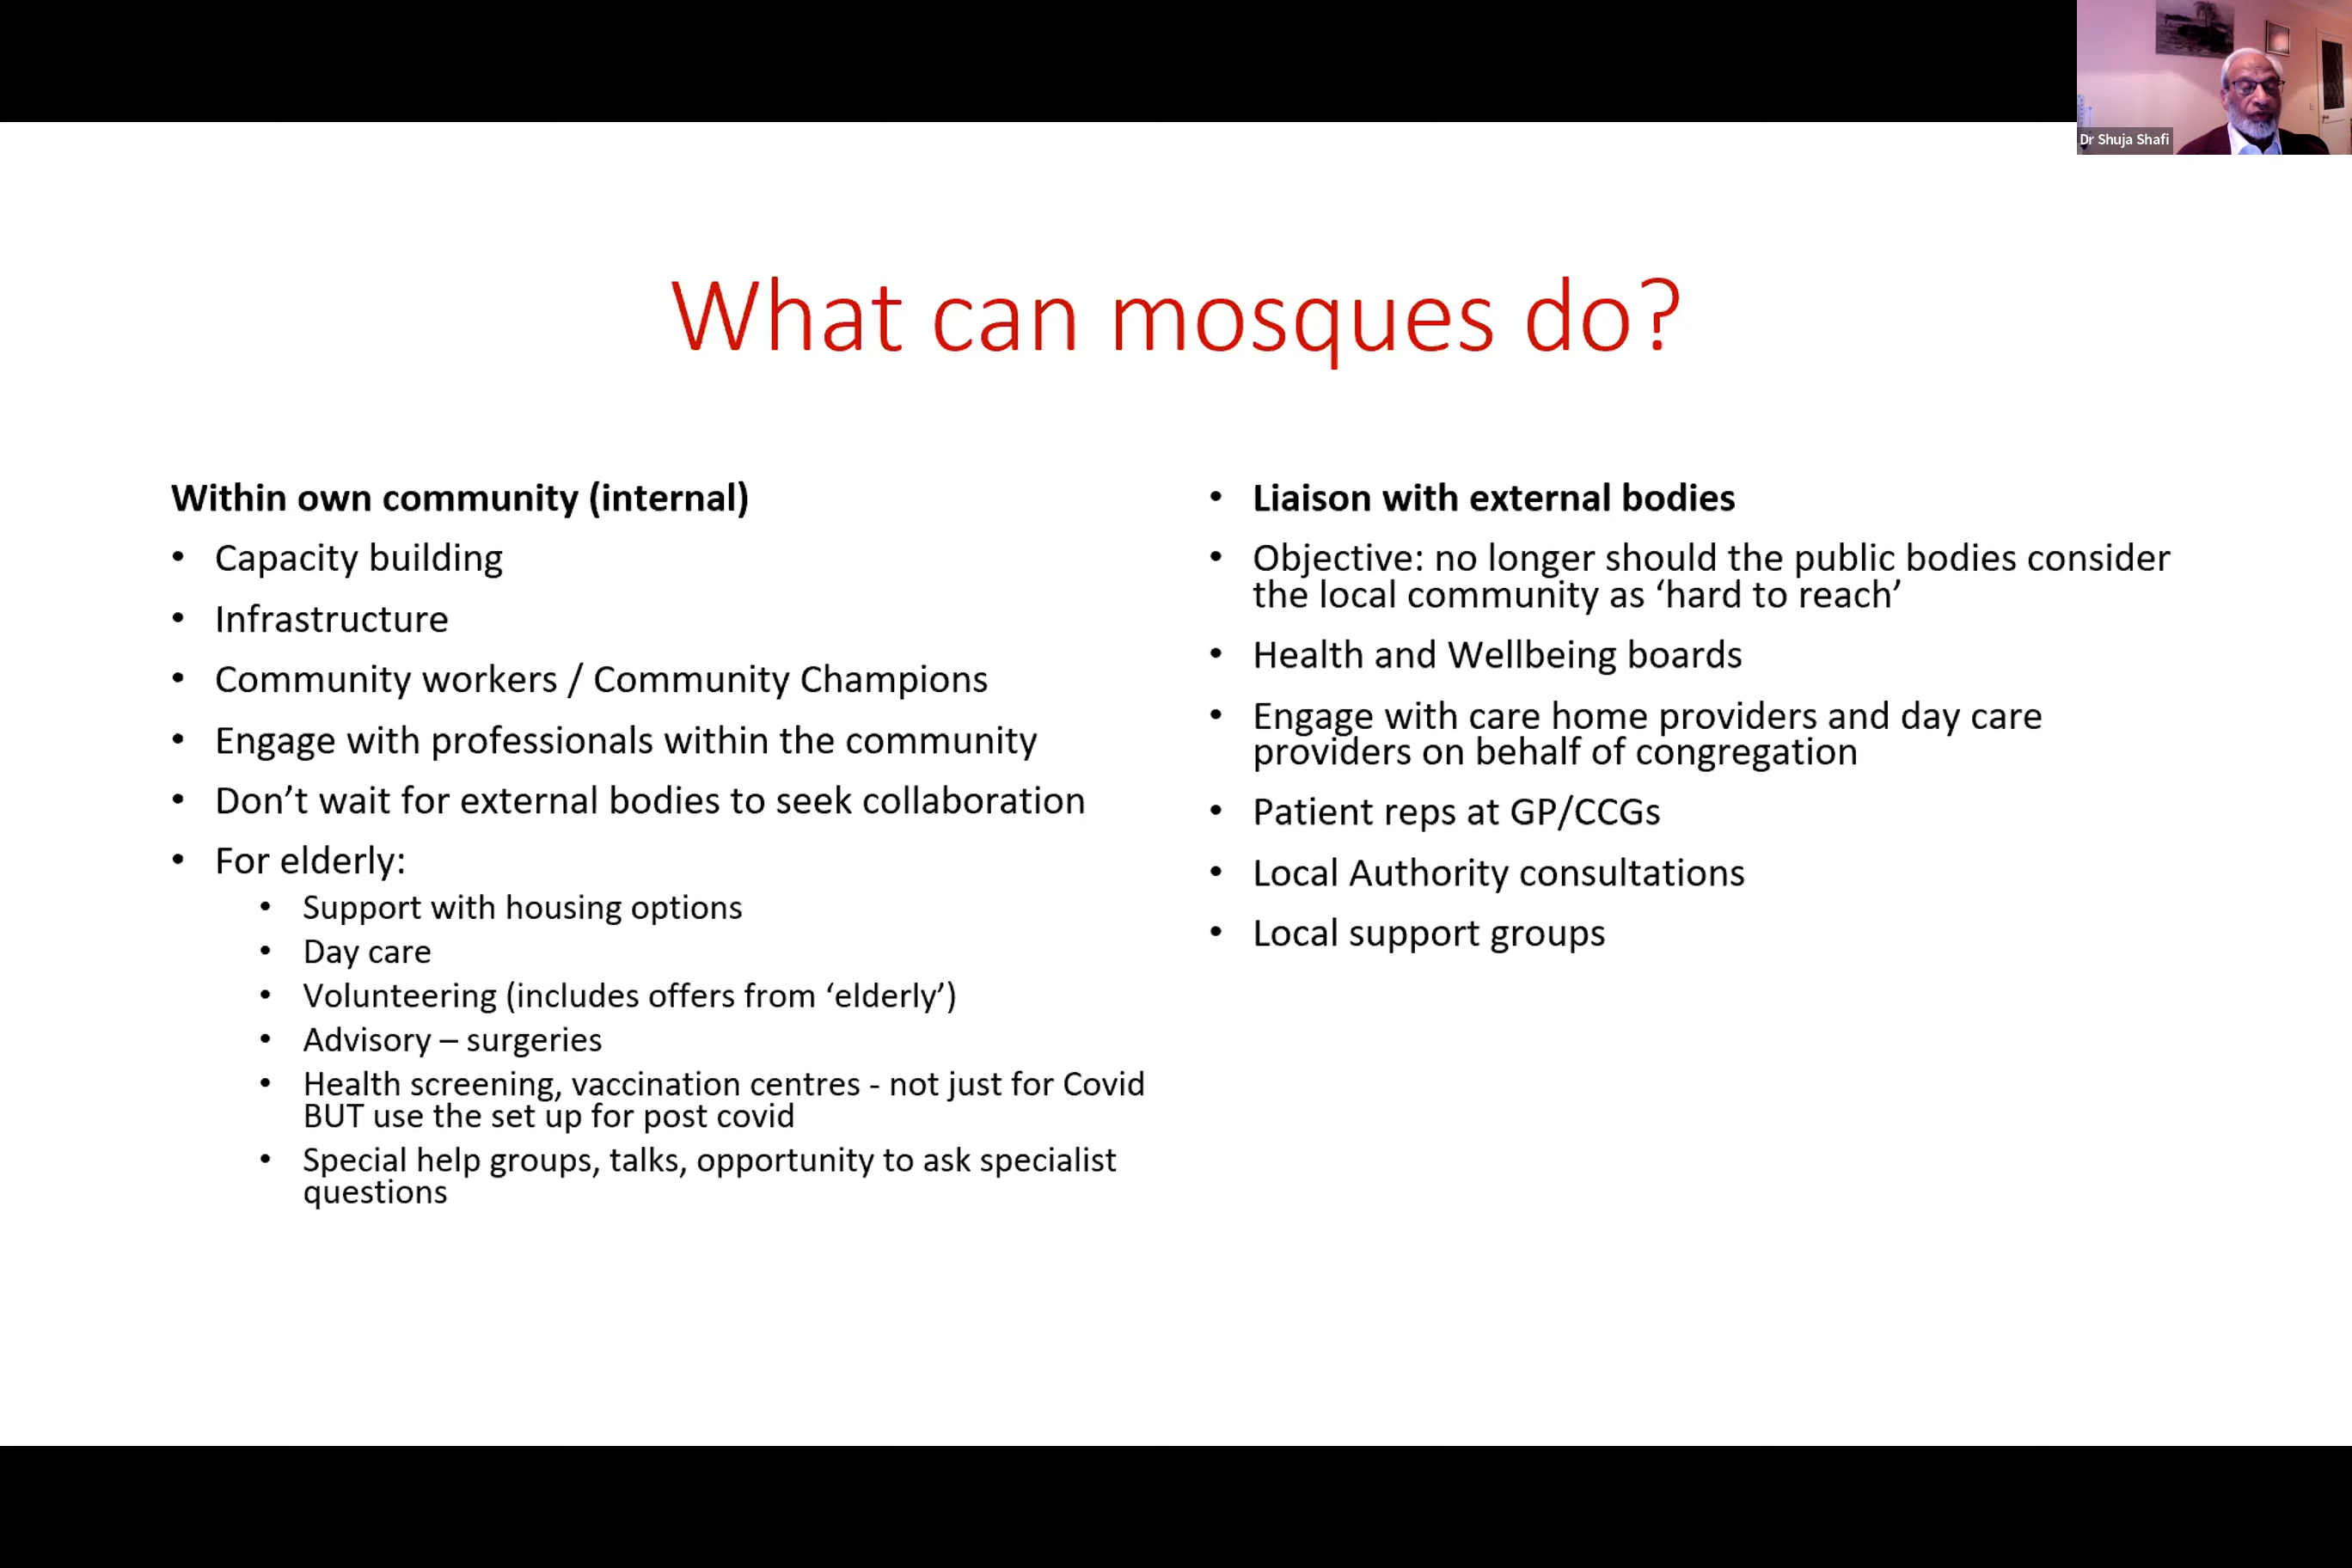 Dr Shuja Shafi
What can mosques do?
Within own community (internal)
• Capacity building
• Infrastructure
• Community workers / Community Champions
• Engage with professionals within the community
• Don’t wait for external bodies to seek collaboration
• For elderly:
• Support with housing options
• Day care
• Volunteering (includes offers from ‘elderly’)
• Advisory – surgeries
• Health screening, vaccination centres - not just for Covid
BUT use the set up for post covid
• Special help groups, talks, opportunity to ask specialist
questions
• Liaison with external bodies
• Objective: no longer should the public bodies consider
the local community as ‘hard to reach’
• Health and Wellbeing boards
• Engage with care home providers and day care
providers on behalf of congregation
• Patient reps at GP/CCGs
• Local Authority consultations
• Local support groups